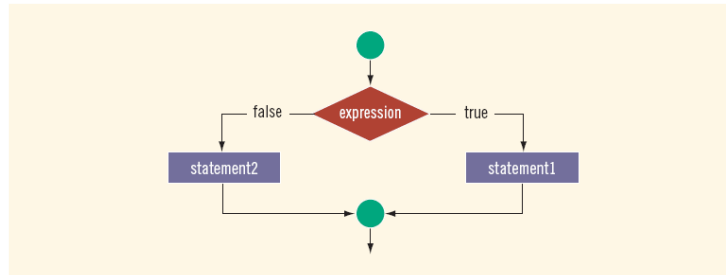 false
expression
true
statement2
statement1